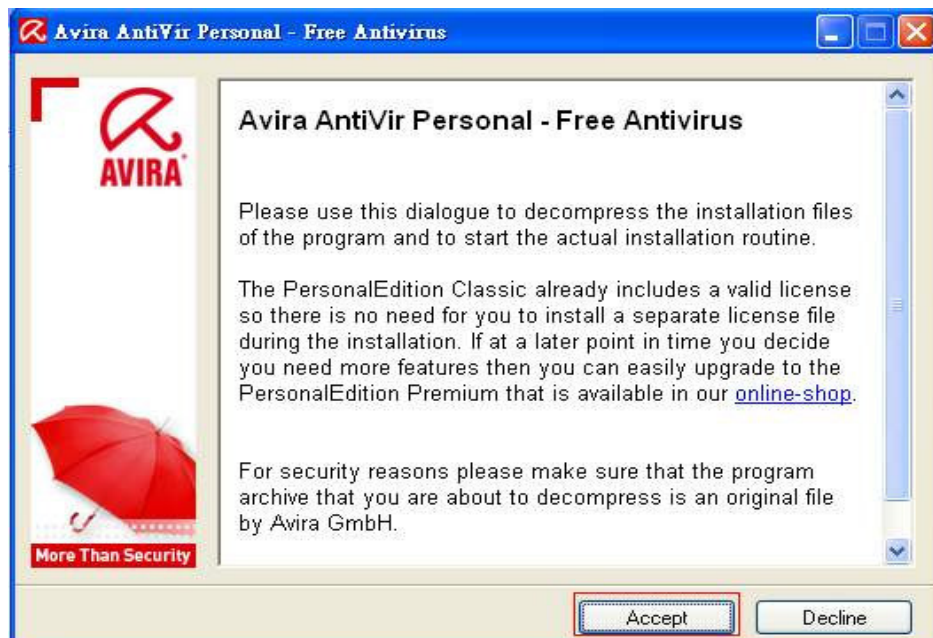 Avira AntiVir Personal - Free Antivirus
AVIRA
More Than Security
Avira AntiVir Personal - Free Antivirus
Please use this dialogue to decompress the installation files
of the program and to start the actual installation routine.
The PersonalEdition Classic already includes a valid license
so there is no need for you to install a separate license file
during the installation. If at a later point in time you decide
you need more features then you can easily upgrade to the
PersonalEdition Premium that is available in our online-shop.
For security reasons please make sure that the program
archive that you are about to decompress is an original file
by Avira GmbH.
Accept
Decline